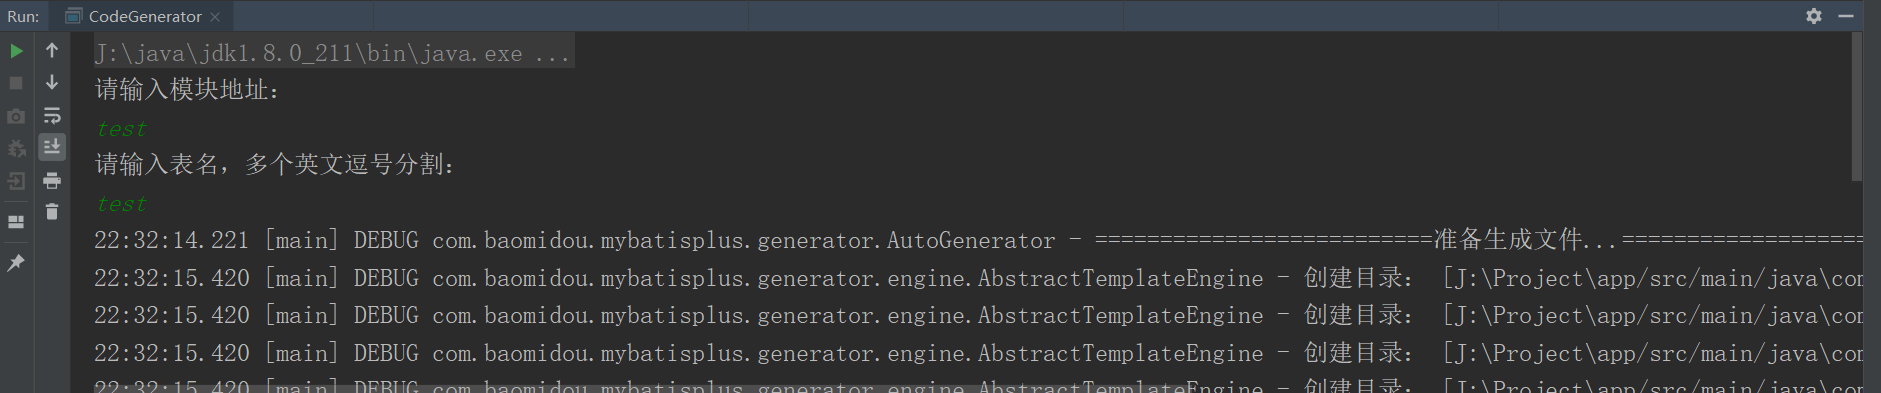 Run: CodeGenerator
J:\java\jdk1.8.0_211\bin\java.exe ...
请输入模块地址：
test
请输入表名，多个英文逗号分割：
test
22:32:14.221 [main] DEBUG com.baomidou.mybatisplus.generator.AutoGenerator - ==========================准备生成文件...===================
22:32:15.420 [main] DEBUG com.baomidou.mybatisplus.generator.engine.AbstractTemplateEngine - 创建目录： [J:\Project\app/src/main/java\com
22:32:15.420 [main] DEBUG com.baomidou.mybatisplus.generator.engine.AbstractTemplateEngine - 创建目录： [J:\Project\app/src/main/java\com
22:32:15.420 [main] DEBUG com.baomidou.mybatisplus.generator.engine.AbstractTemplateEngine - 创建目录： [J:\Project\app/src/main/java\com
22:32:15.420 [main] DEBUG com.baomidou.mybatisplus.generator.engine.AbstractTemplateEngine - 创建目录： [J:\Project\app/src/main/java\com